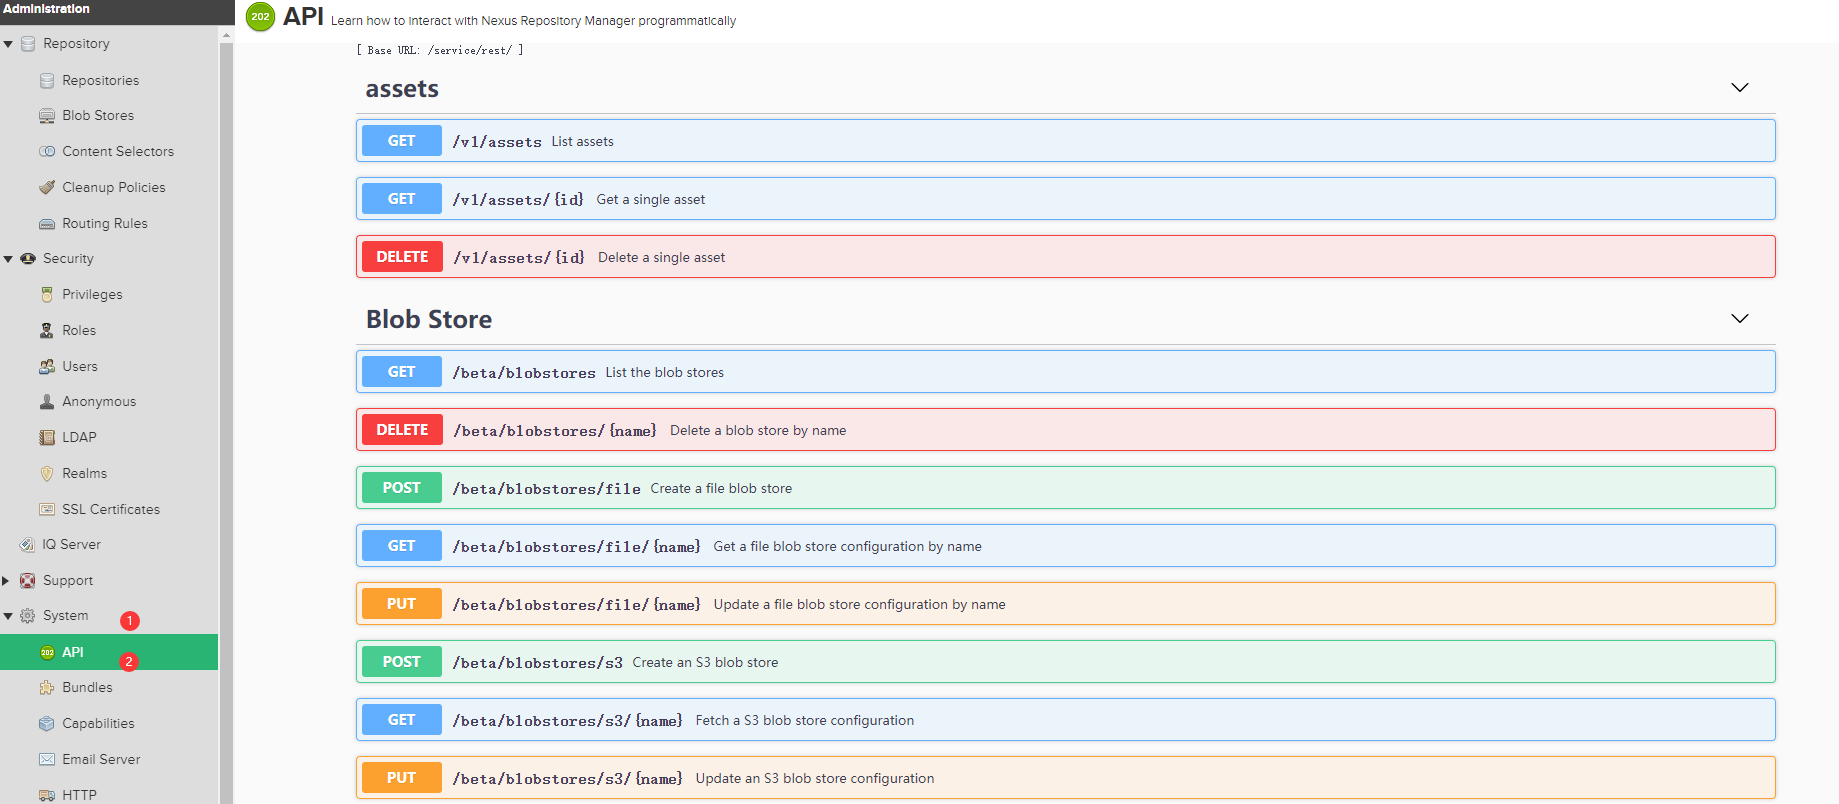 Administration
Repository
Repositories
Blob Stores
Content Selectors
Cleanup Policies
Routing Rules
Security
Privileges
Roles
Users
Anonymous
LDAP
Realms
SSL Certificates
IQ Server
Support
System
1
202 API
2
Bundles
Capabilities
Email Server
HTTP
202 API Learn how to interact with Nexus Repository Manager programmatically
[ Base URL: /service/rest/ ]
assets
GET /v1/assets List assets
GET /v1/assets/{id} Get a single asset
DELETE /v1/assets/{id} Delete a single asset
Blob Store
GET /beta/blobstores List the blob stores
DELETE /beta/blobstores/{name} Delete a blob store by name
POST /beta/blobstores/file Create a file blob store
GET /beta/blobstores/file/{name} Get a file blob store configuration by name
PUT /beta/blobstores/file/{name} Update a file blob store configuration by name
POST /beta/blobstores/s3 Create an S3 blob store
GET /beta/blobstores/s3/{name} Fetch a S3 blob store configuration
PUT /beta/blobstores/s3/{name} Update an S3 blob store configuration